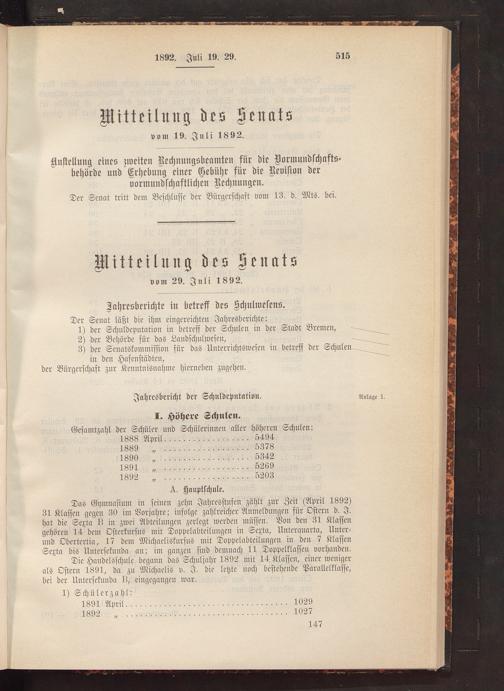 1892. Juli 19. 29.
515
Mitteilung des Senats
vom 19. Juli 1892.
Anstellung eines zweiten Rechnungsbeamten für die Vormundschafts-
behörde und Erhebung einer Gebühr für die Revision der
vormundschaftlichen Rechnungen.
Der Senat tritt dem Beschlusse der Bürgerschaft vom 13. d. Mts. bei.
Mitteilung des Senats
vom 29. Juli 1892.
Jahresberichte in betreff des Schulwesens.
Der Senat läßt die ihm eingereichten Jahresberichte:
1) der Schuldeputation in betreff der Schulen in der Stadt Bremen,
2) der Behörde für das Landschulwesen,
3) der Senatskommission für das Unterrichtswesen in betreff der Schulen
in den Hafenstädten,
der Bürgerschaft zur Kenntnisnahme hierneben zugehen.
Jahresbericht der Schuldeputation.
Anlage 1.
I. Höhere Schulen.
Gesamtzahl der Schüler und Schülerinnen aller höheren Schulen:
1888 April . . . . . . . . . . . . . . . . . 5494
1889 „ . . . . . . . . . . . . . . . . . 5378
1890 „ . . . . . . . . . . . . . . . . . 5342
1891 „ . . . . . . . . . . . . . . . . . 5269
1892 „ . . . . . . . . . . . . . . . . . 5203
A. Hauptschule.
Das Gymnasium in seinen zehn Jahresstufen zählt zur Zeit (April 1892)
31 Klassen gegen 30 im Vorjahre; infolge zahlreicher Anmeldungen für Ostern d. J.
hat die Sexta B in zwei Abteilungen zerlegt werden müssen. Von den 31 Klassen
gehören 14 dem Osterkursus mit Doppelabteilungen in Sexta, Unterquarta, Unter-
und Obertertia, 17 dem Michaeliskursus mit Doppelabteilungen in den 7 Klassen
Sexta bis Untersekunda an; im ganzen sind demnach 11 Doppelklassen vorhanden.
Die Handelsschule begann das Schuljahr 1892 mit 14 Klassen, einer weniger
als Ostern 1891, da zu Michaelis v. J. die letzte noch bestehende Parallelklasse,
bei der Untersekunda B, eingegangen war.
1) Schülerzahl:
1891 April . . . . . . . . . . . . . . . . . . . . . . . . . . . . . 1029
1892 „ . . . . . . . . . . . . . . . . . . . . . . . . . . . . . 1027
147